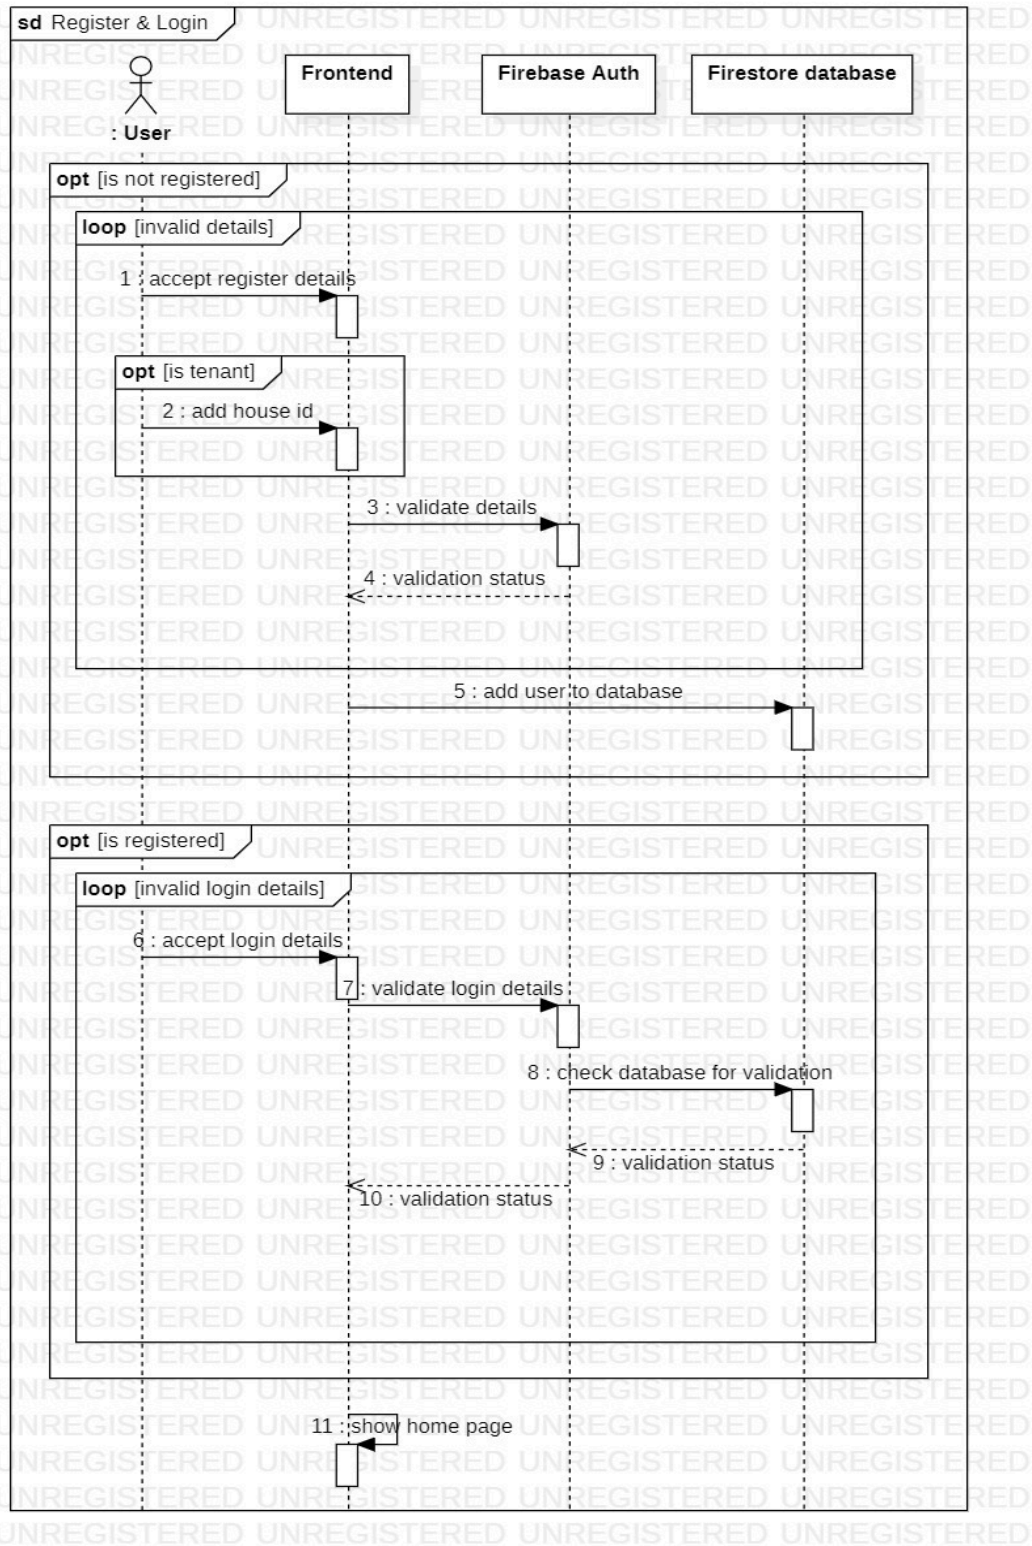 sd Register & Login
: User
Frontend
Firebase Auth
Firestore database
opt [is not registered]
loop [invalid details]
1 : accept register details
opt [is tenant]
2 : add house id
3 : validate details
4 : validation status
5 : add user to database
opt [is registered]
loop [invalid login details]
6 : accept login details
7 : validate login details
8 : check database for validation
9 : validation status
10 : validation status
11 : show home page
UNREGISTERED